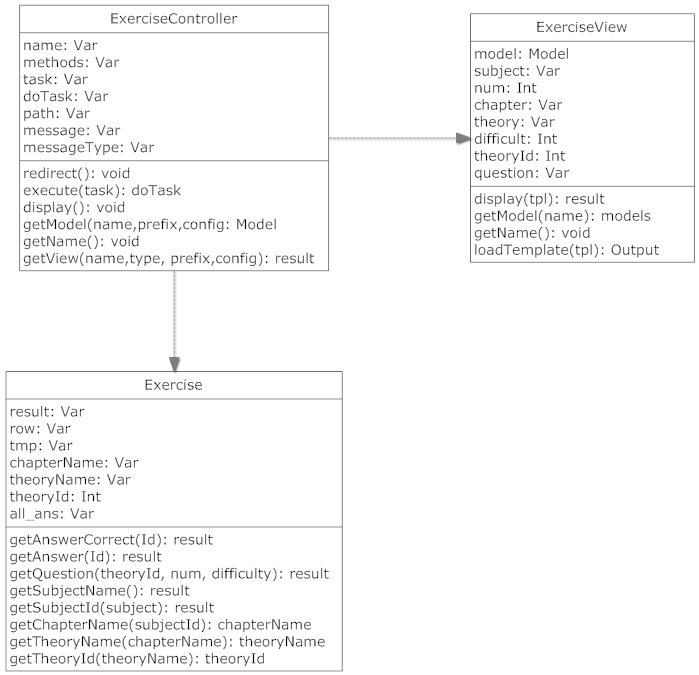 ExerciseController
name: Var
methods: Var
task: Var
doTask: Var
path: Var
message: Var
messageType: Var
redirect(): void
execute(task): doTask
display(): void
getModel(name,prefix,config: Model
getName(): void
getView(name,type, prefix,config): result
ExerciseView
model: Model
subject: Var
num: Int
chapter: Var
theory: Var
difficult: Int
theoryId: Int
question: Var
display(tpl): result
getModel(name): models
getName(): void
loadTemplate(tpl): Output
Exercise
result: Var
row: Var
tmp: Var
chapterName: Var
theoryName: Var
theoryId: Int
all_ans: Var
getAnswerCorrect(Id): result
getAnswer(Id): result
getQuestion(theoryId, num, difficulty): result
getSubjectName(): result
getSubjectId(subject): result
getChapterName(subjectId): chapterName
getTheoryName(chapterName): theoryName
getTheoryId(theoryName): theoryId